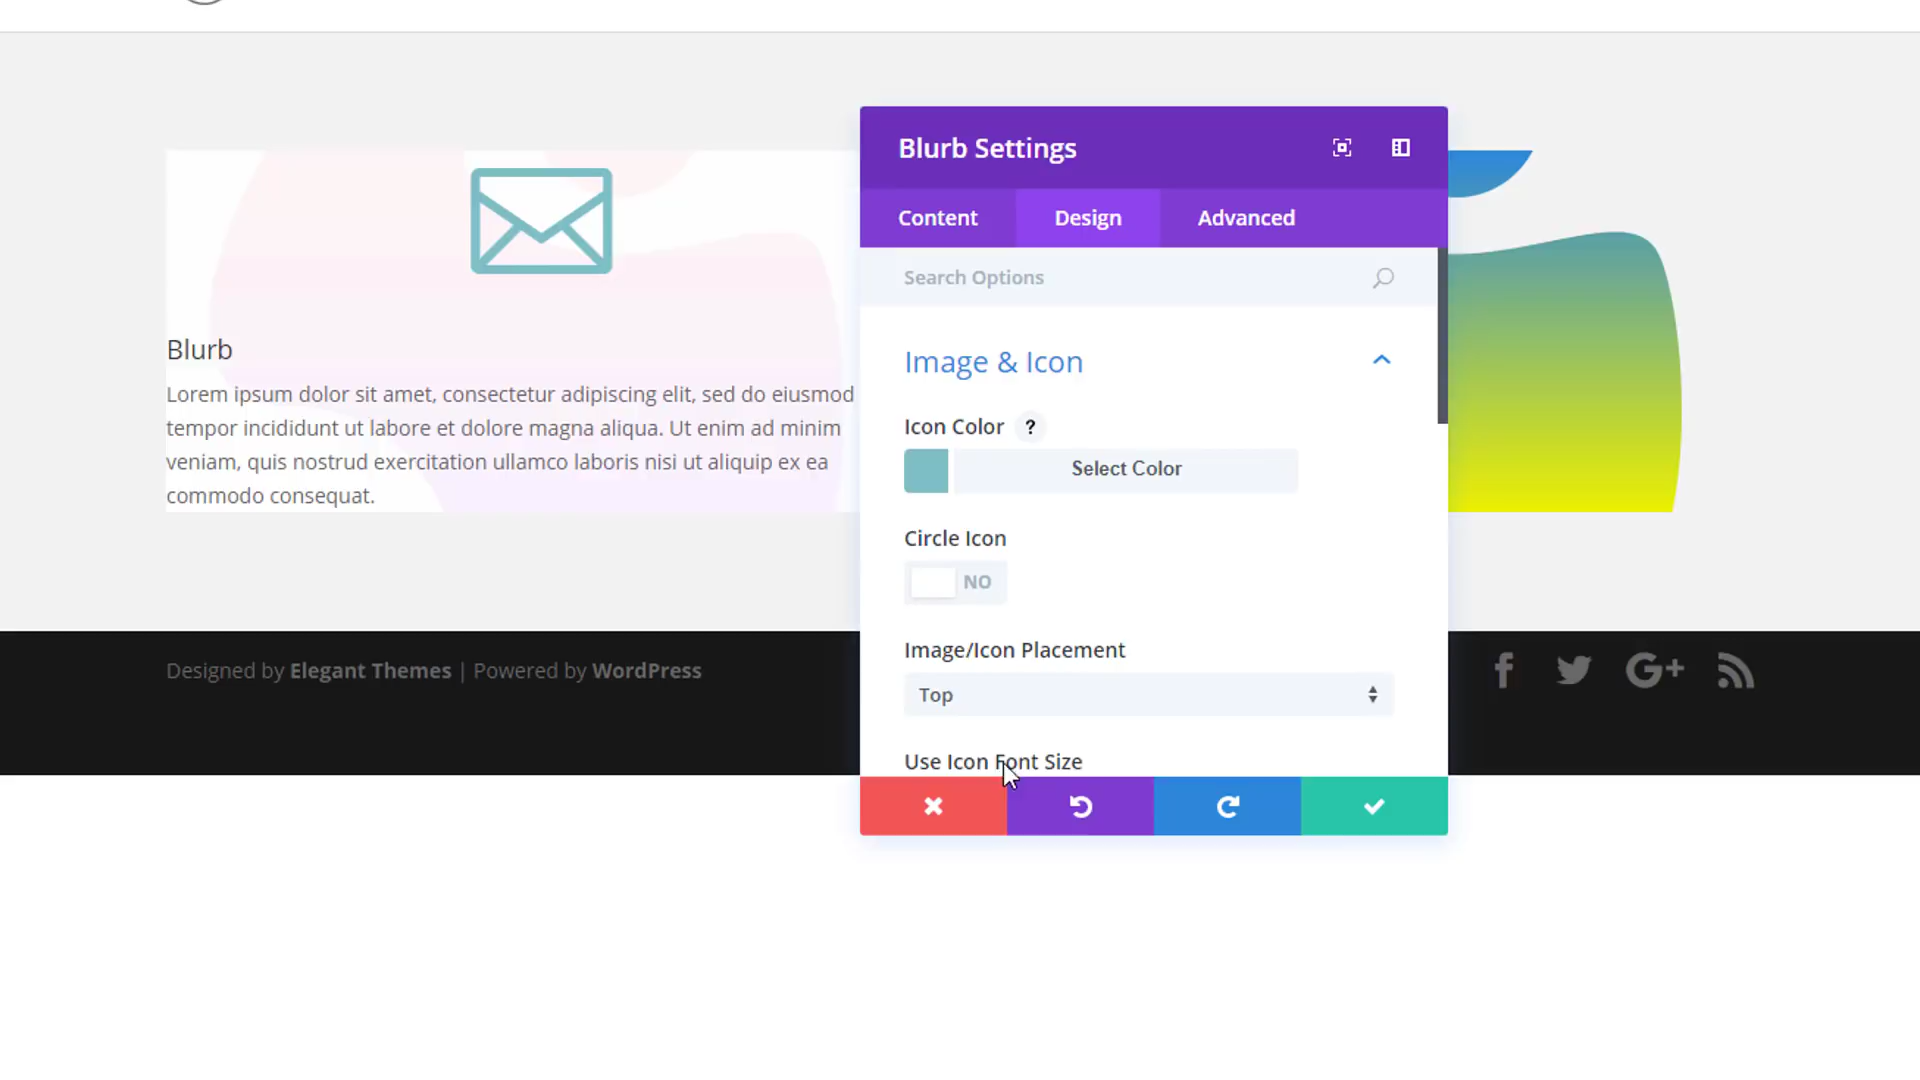 Blurb Settings
Content
Design
Advanced
Search Options
Image & Icon
Icon Color ?
Select Color
Circle Icon
NO
Image/Icon Placement
Top
Use Icon Font Size
Blurb
Lorem ipsum dolor sit amet, consectetur adipiscing elit, sed do eiusmod
tempor incididunt ut labore et dolore magna aliqua. Ut enim ad minim
veniam, quis nostrud exercitation ullamco laboris nisi ut aliquip ex ea
commodo consequat.
Designed by Elegant Themes | Powered by WordPress